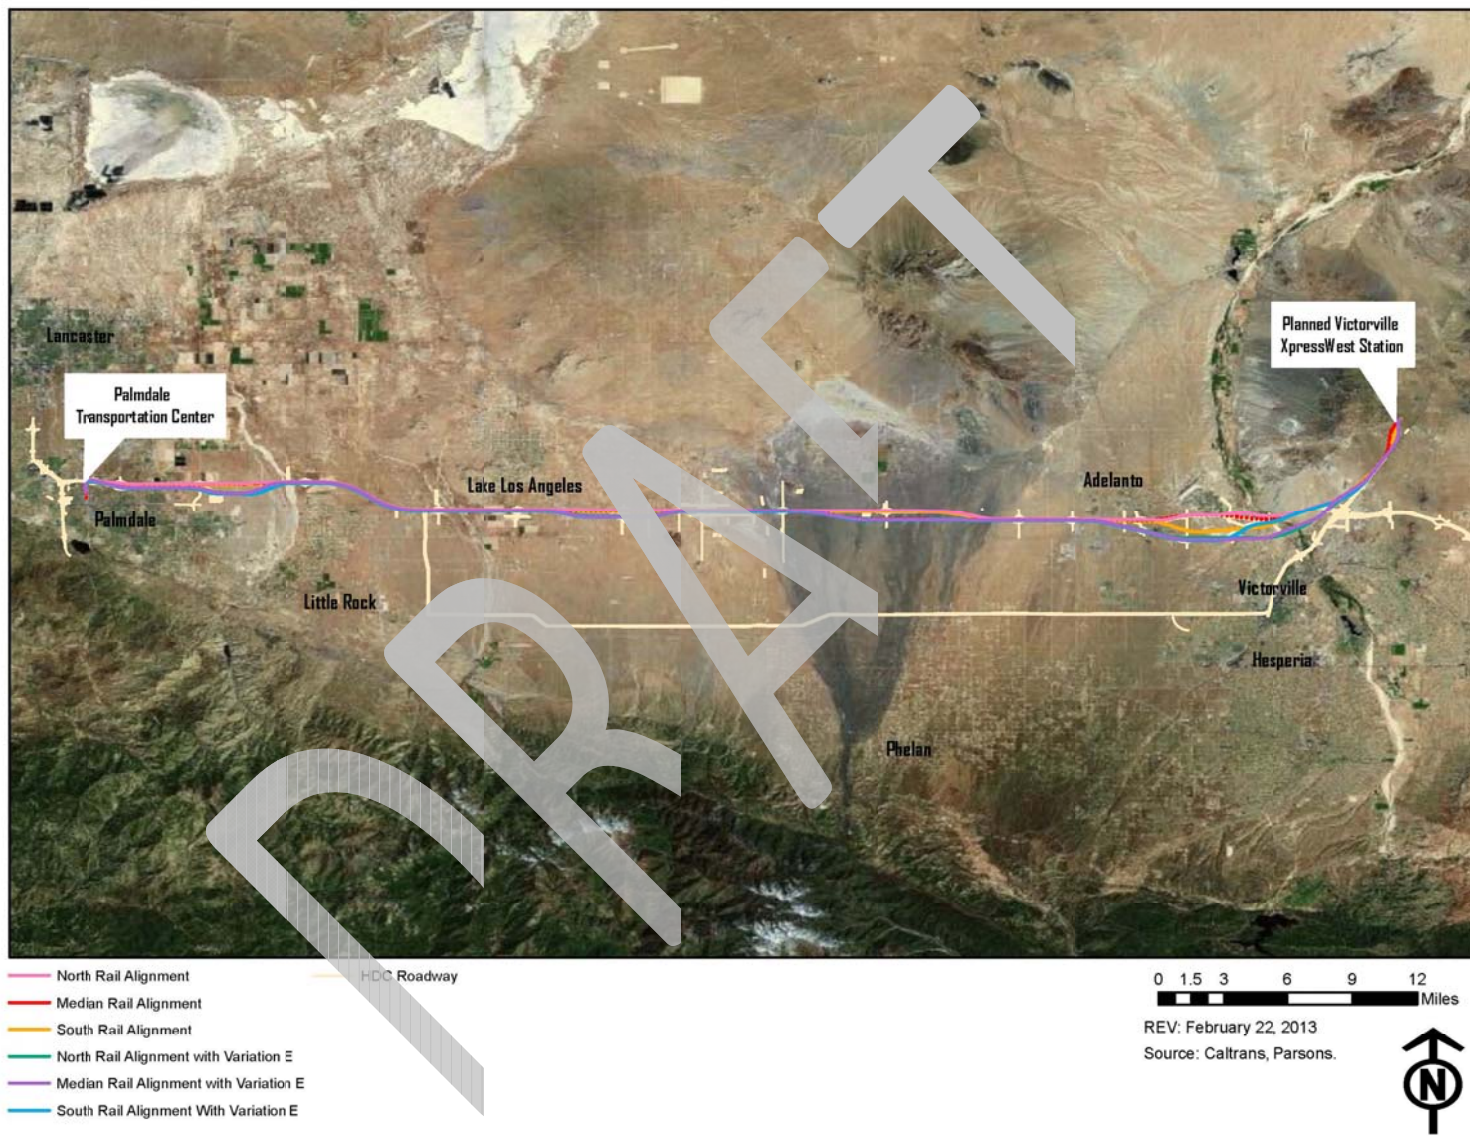 Lancaster
Palmdale
Transportation Center
Planned Victorville
XpressWest Station
Palmdale
Lake Los Angeles
Adelanto
Little Rock
Victorville
Hesperia
Phelan
DRAFT
North Rail Alignment
Median Rail Alignment
South Rail Alignment
North Rail Alignment with Variation E
Median Rail Alignment with Variation E
South Rail Alignment With Variation E
HDC Roadway
0 1.5 3 6 9 12
Miles
REV: February 22, 2013
Source: Caltrans, Parsons.
N